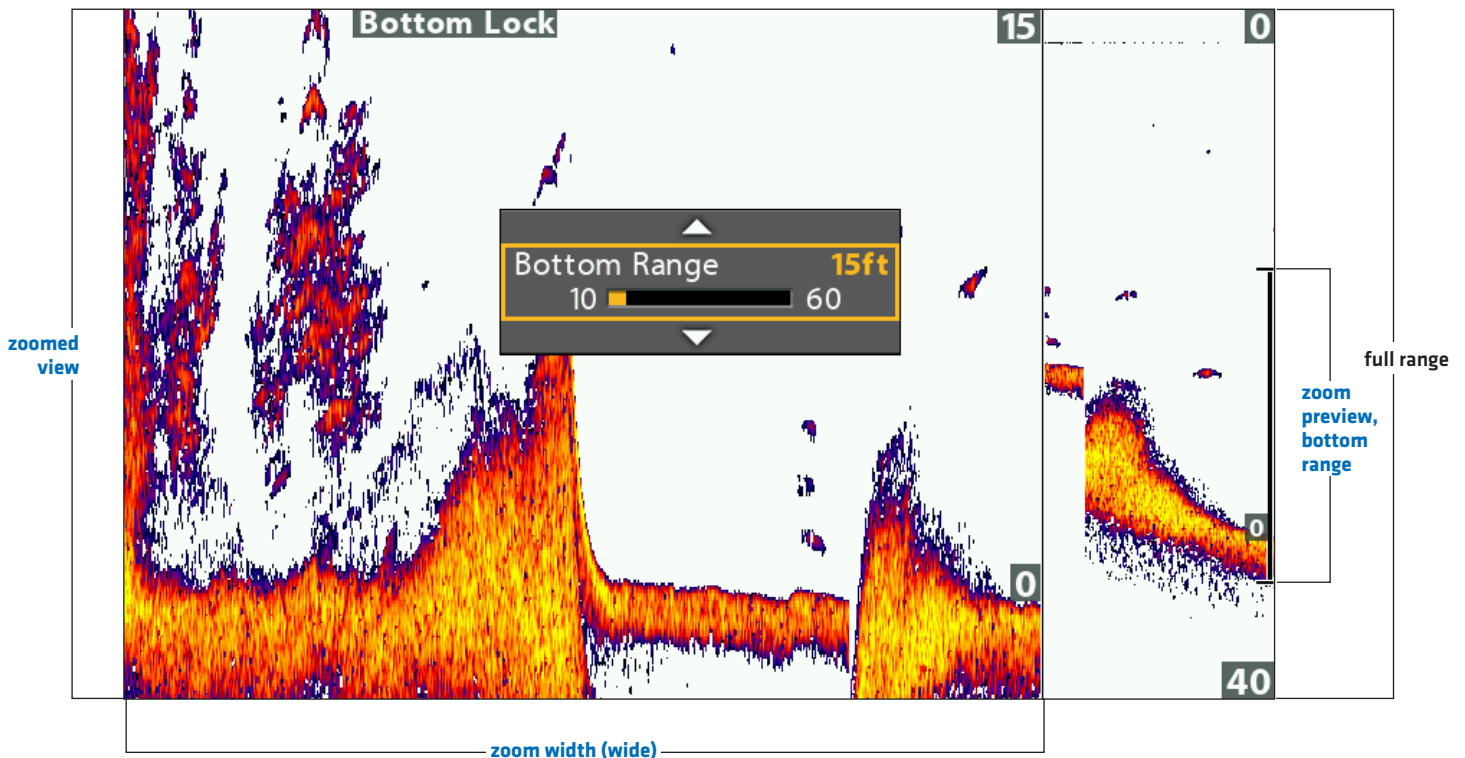 Bottom Lock
15
0
Bottom Range 15ft
10 60
zoomed
view
full range
zoom
preview,
bottom
range
0
0
40
zoom width (wide)